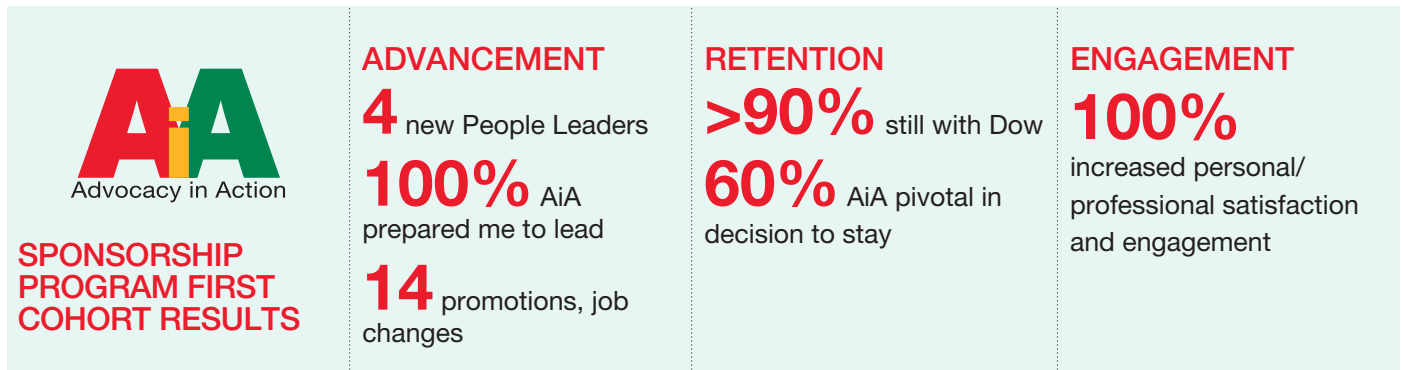 AiA
Advocacy in Action
SPONSORSHIP
PROGRAM FIRST
COHORT RESULTS
ADVANCEMENT
4 new People Leaders
100% AiA
prepared me to lead
14 promotions, job
changes
RETENTION
>90% still with Dow
60% AiA pivotal in
decision to stay
ENGAGEMENT
100%
increased personal/
professional satisfaction
and engagement